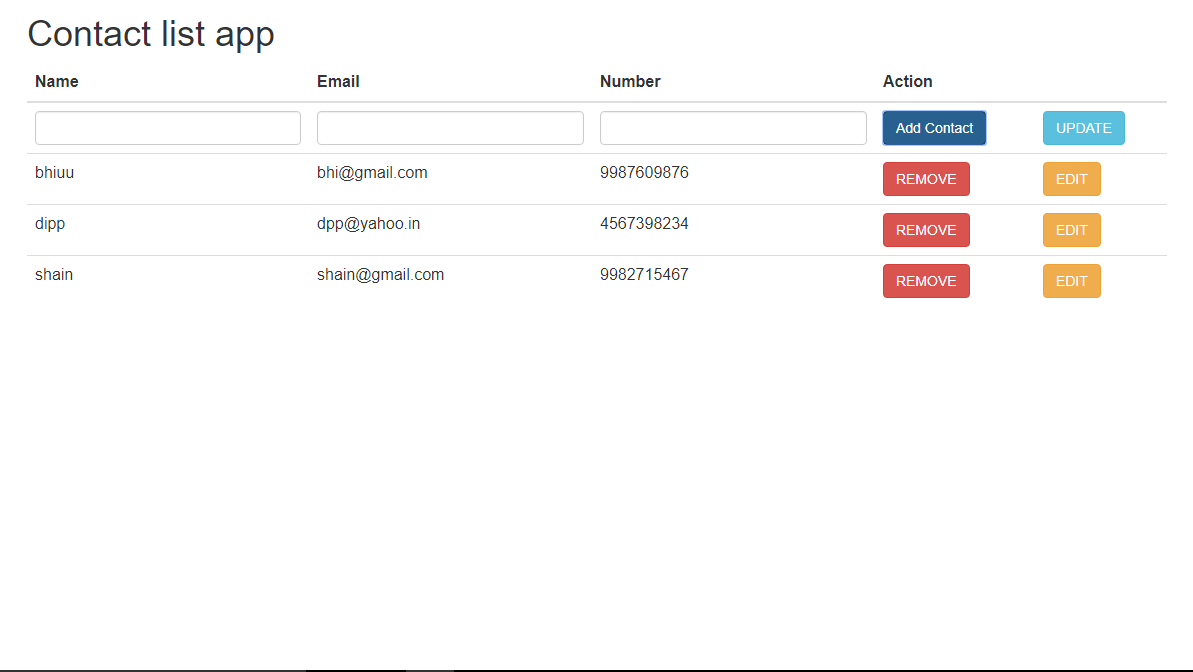 Contact list app
Name Email Number Action
Add Contact UPDATE
bhiuu bhi@gmail.com 9987609876 REMOVE EDIT
dipp dpp@yahoo.in 4567398234 REMOVE EDIT
shain shain@gmail.com 9982715467 REMOVE EDIT